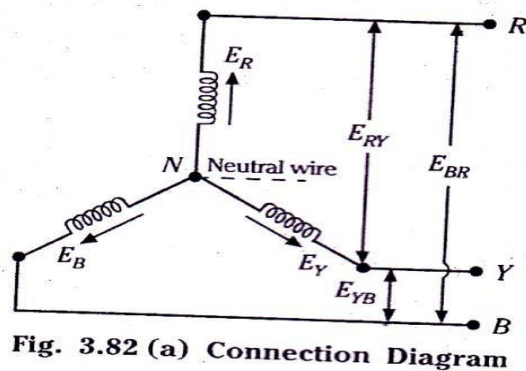 R
E_R
E_RY
E_BR
N
Neutral wire
E_B
E_Y
E_YB
Y
B
Fig. 3.82 (a) Connection Diagram